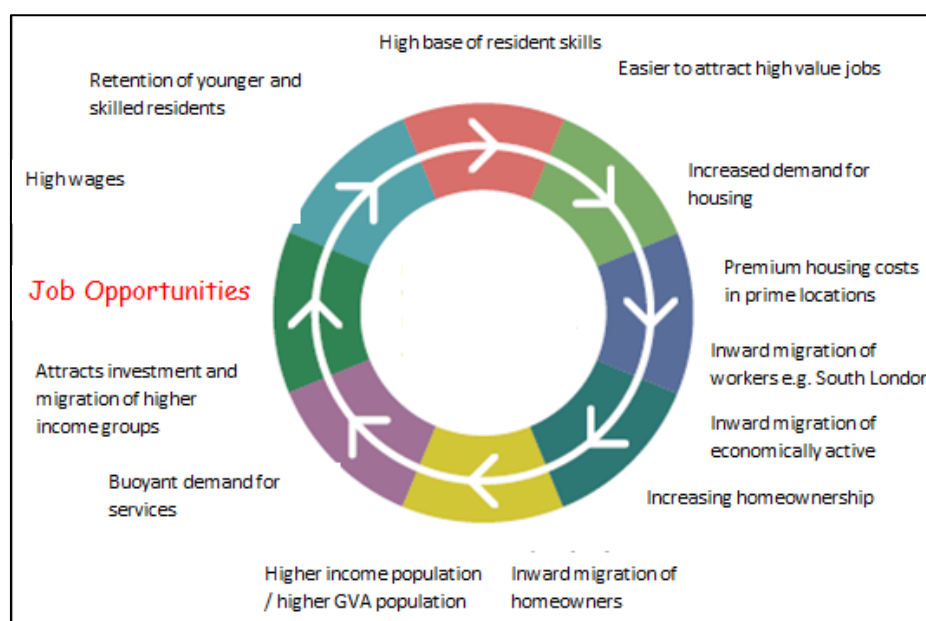 High base of resident skills
Easier to attract high value jobs
Increased demand for
housing
Premium housing costs
in prime locations
Inward migration of
workers e.g. South London
Inward migration of
economically active
Increasing homeownership
Inward migration of
homeowners
Higher income population
/ higher GVA population
Buoyant demand for
services
Attracts investment and
migration of higher
income groups
Job Opportunities
High wages
Retention of younger and
skilled residents